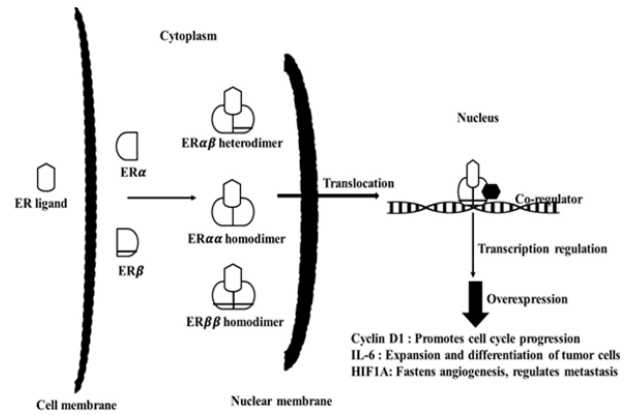 Cytoplasm
Nucleus
ERαβ heterodimer
ERα
Translocation
ER ligand
Co-regulator
ERαα homodimer
ERβ
Transcription regulation
Overexpression
ERββ homodimer
Cyclin D1 : Promotes cell cycle progression
IL-6 : Expansion and differentiation of tumor cells
HIF1A: Fastens angiogenesis, regulates metastasis
Cell membrane
Nuclear membrane